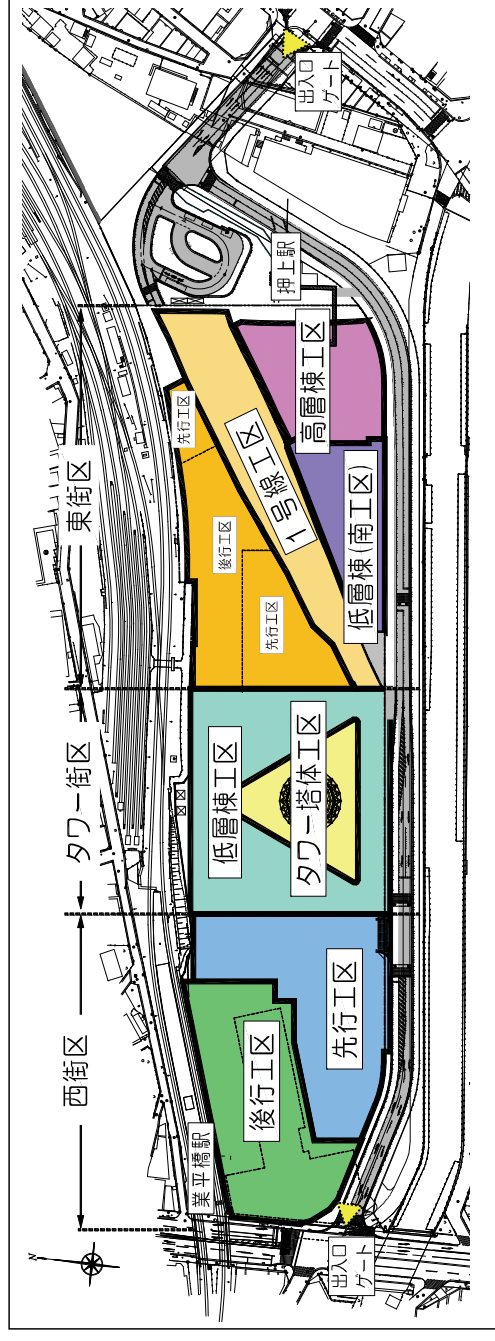 N
西街区
タワー街区
東街区
業平橋駅
出入口
ゲート
後行工区
先行工区
低層棟工区
タワー塔体工区
先行工区
後行工区
先行工区
1号線工区
低層棟(南工区)
高層棟工区
押上駅
出入口
ゲート